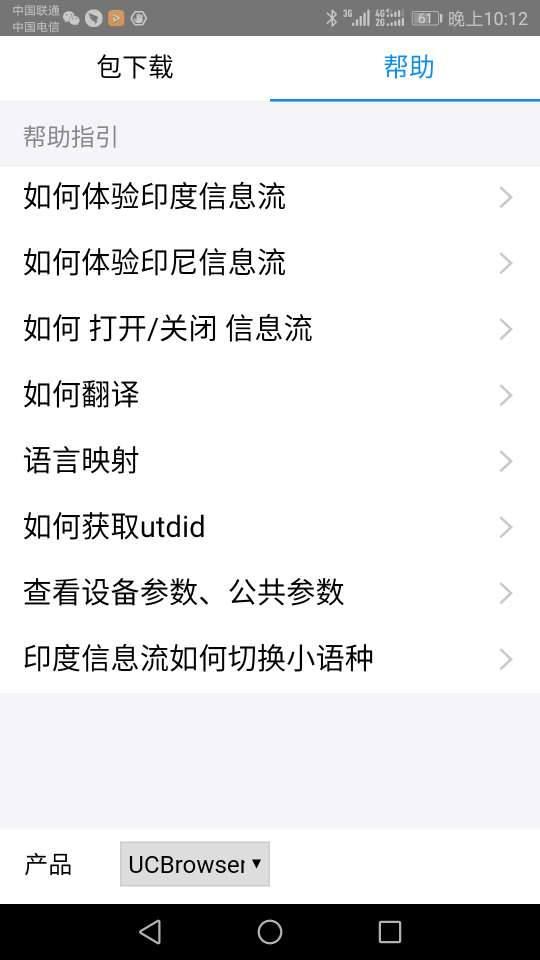 中国联通
中国电信
3G
4G
2G
61
晚上10:12
包下载
帮助
帮助指引
如何体验印度信息流
如何体验印尼信息流
如何 打开/关闭 信息流
如何翻译
语言映射
如何获取utdid
查看设备参数、公共参数
印度信息流如何切换小语种
产品
UCBrowser